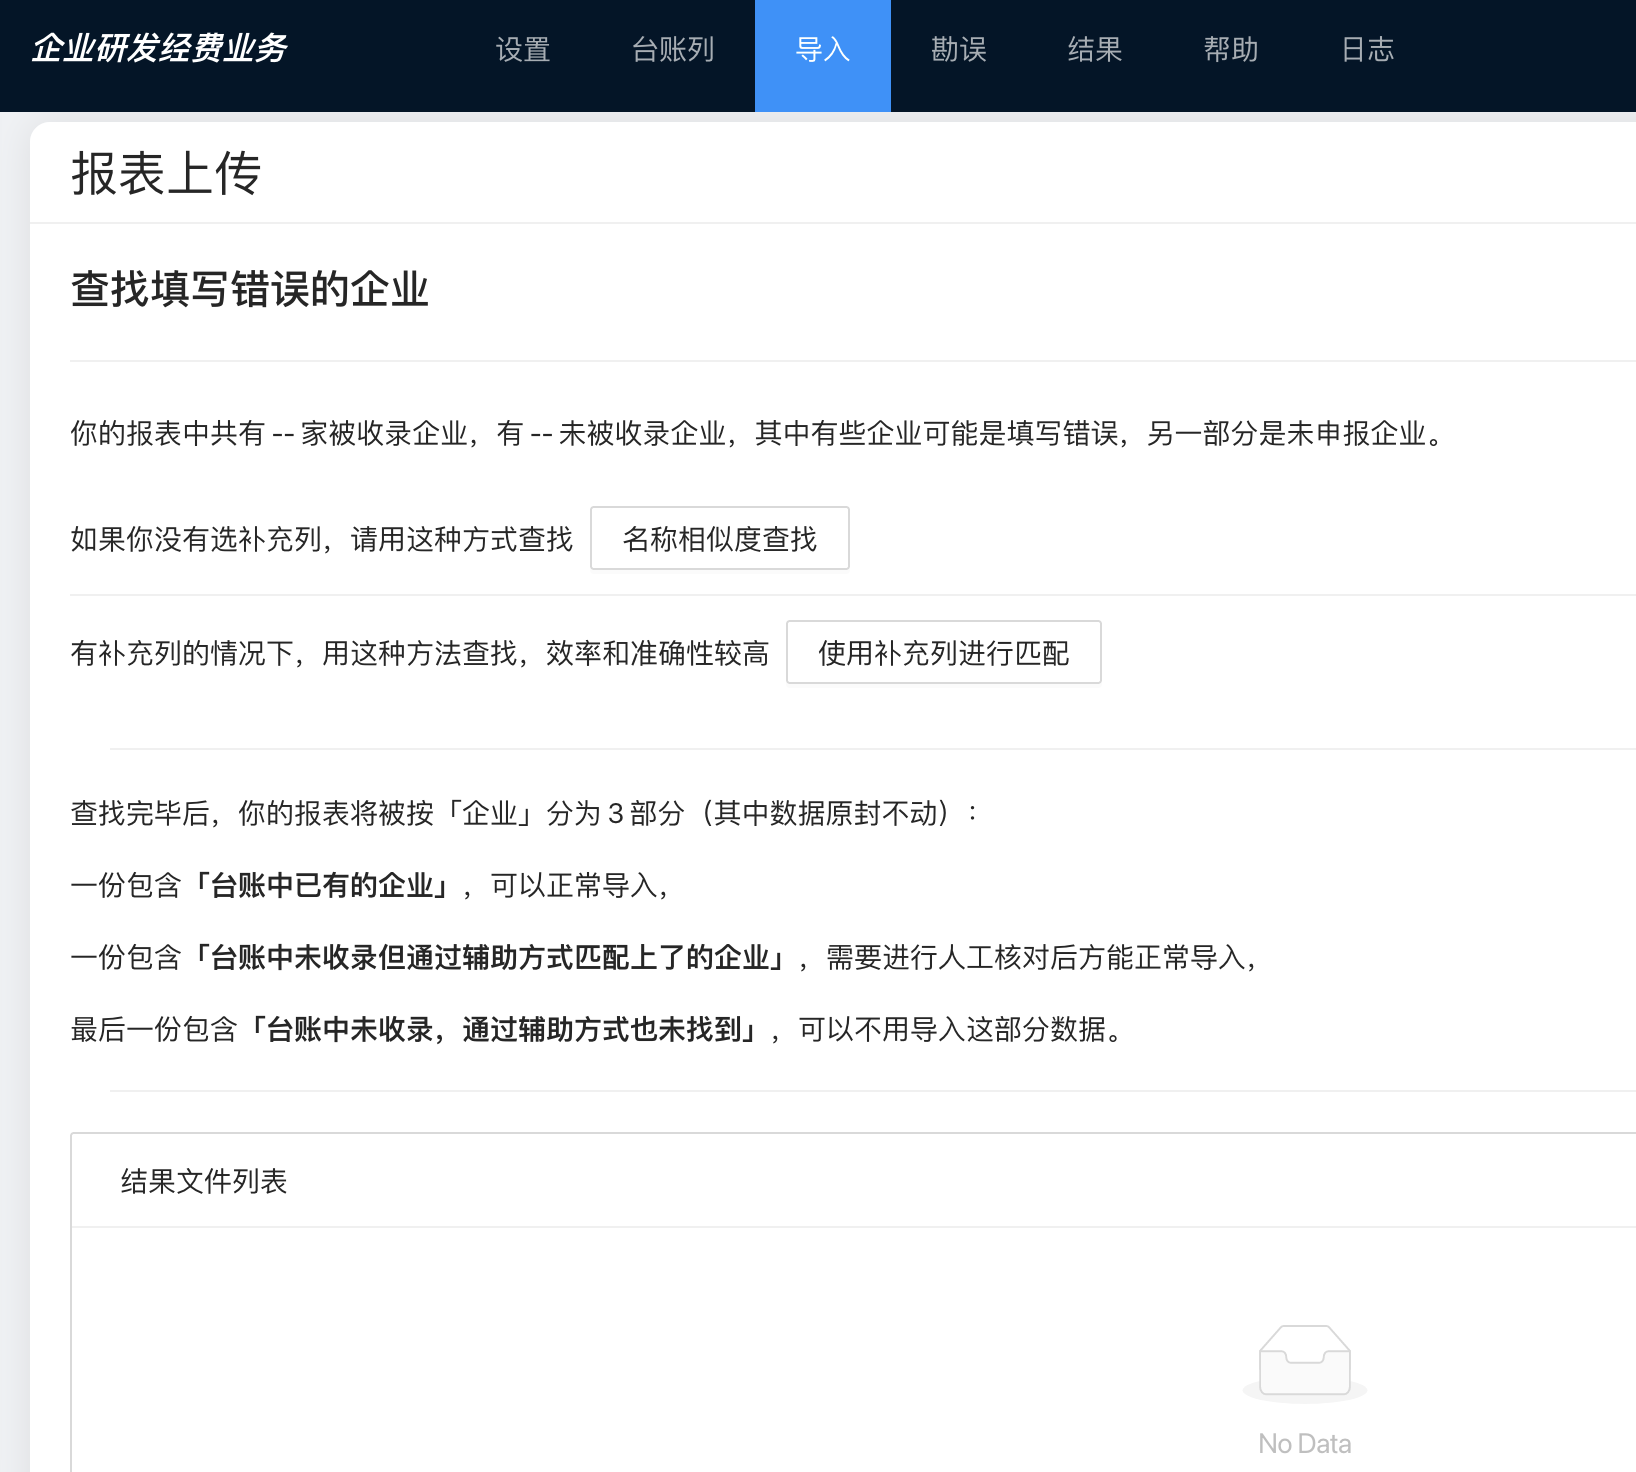 企业研发经费业务 设置 台账列 导入 勘误 结果 帮助 日志
报表上传
查找填写错误的企业
你的报表中共有 -- 家被收录企业，有 -- 未被收录企业，其中有些企业可能是填写错误，另一部分是未申报企业。
如果你没有选补充列，请用这种方式查找 名称相似度查找
有补充列的情况下，用这种方法查找，效率和准确性较高 使用补充列进行匹配
查找完毕后，你的报表将被按「企业」分为 3 部分（其中数据原封不动）：
一份包含「台账中已有的企业」，可以正常导入，
一份包含「台账中未收录但通过辅助方式匹配上了的企业」，需要进行人工核对后方能正常导入，
最后一份包含「台账中未收录，通过辅助方式也未找到」，可以不用导入这部分数据。
结果文件列表
No Data